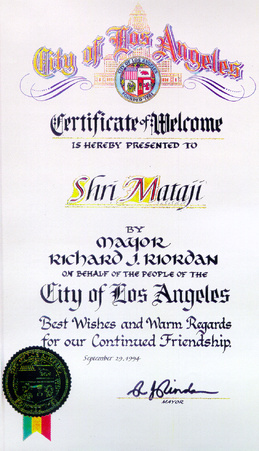 City of Los Angeles
Certificate of Welcome
IS HEREBY PRESENTED TO
Shri Mataji
BY
MAYOR
RICHARD J. RIORDAN
ON BEHALF OF THE PEOPLE OF THE
City of Los Angeles
Best Wishes and Warm Regards
for our Continued Friendship
September 29, 1994
MAYOR